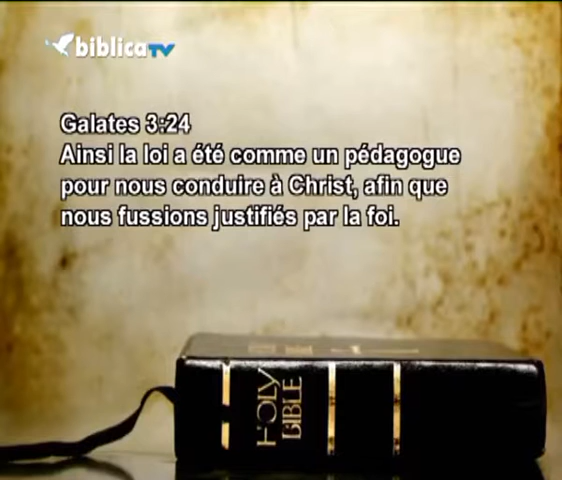 biblicaTV
Galates 3:24
Ainsi la loi a été comme un pédagogue
pour nous conduire à Christ, afin que
nous fussions justifiés par la foi.
HOLY
BIBLE